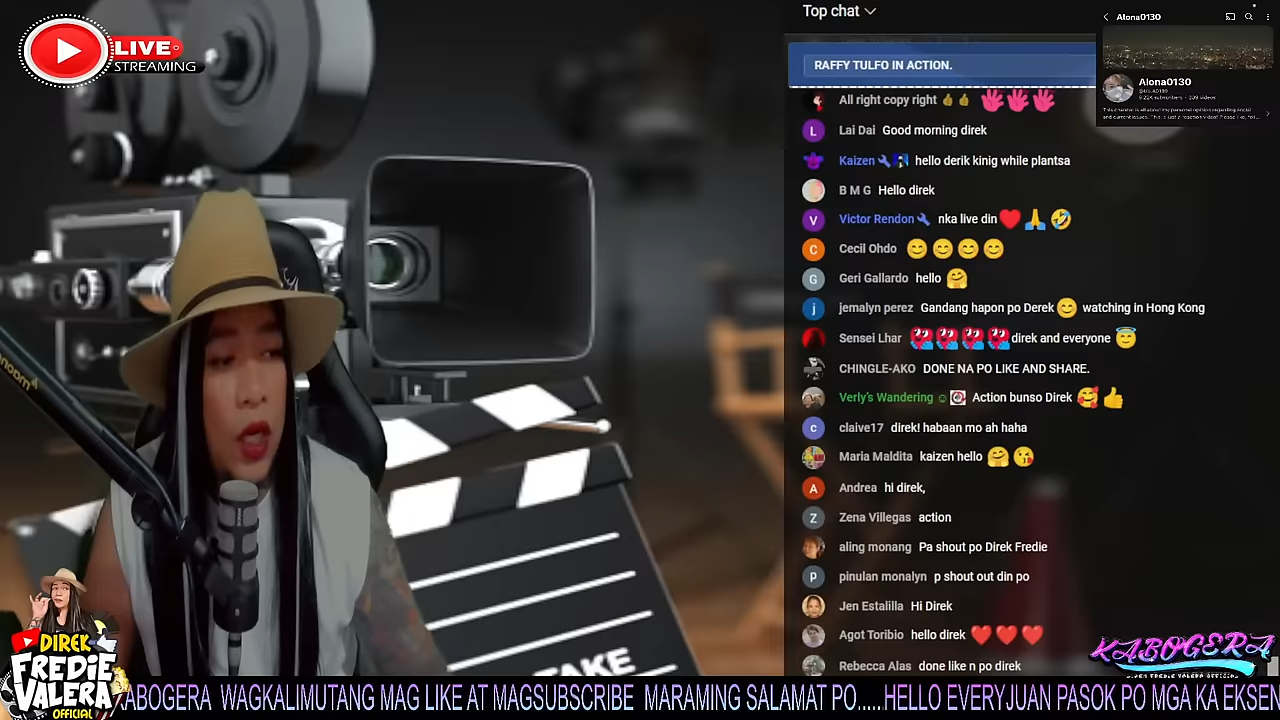 LIVE
STREAMING
Top chat
RAFFY TULFO IN ACTION.
Alona0130
Alona0130
All right copy right
L Lai Dai Good morning direk
Kaizen hello derik kinig while plantsa
B M G Hello direk
V Victor Rendon nka live din
C Cecil Ohdo
G Geri Gallardo hello
j jemalyn perez Gandang hapon po Derek watching in Hong Kong
Sensei Lhar direk and everyone
CHINGLE-AKO DONE NA PO LIKE AND SHARE.
Verly's Wandering Action bunso Direk
c claive17 direk! habaan mo ah haha
Maria Maldita kaizen hello
A Andrea hi direk,
Z Zena Villegas action
aling monang Pa shout po Direk Fredie
p pinulan monalyn p shout out din po
Jen Estalilla Hi Direk
Agot Toribio hello direk
Rebecca Alas done like n po direk
TAKE
DIREK
FREDIE
VALERA
OFFICIAL
KABOGERA
ABOGERA WAGKALIMUTANG MAG LIKE AT MAGSUBSCRIBE MARAMING SALAMAT PO.....HELLO EVERYJUAN PASOK PO MGA KA EKSEN